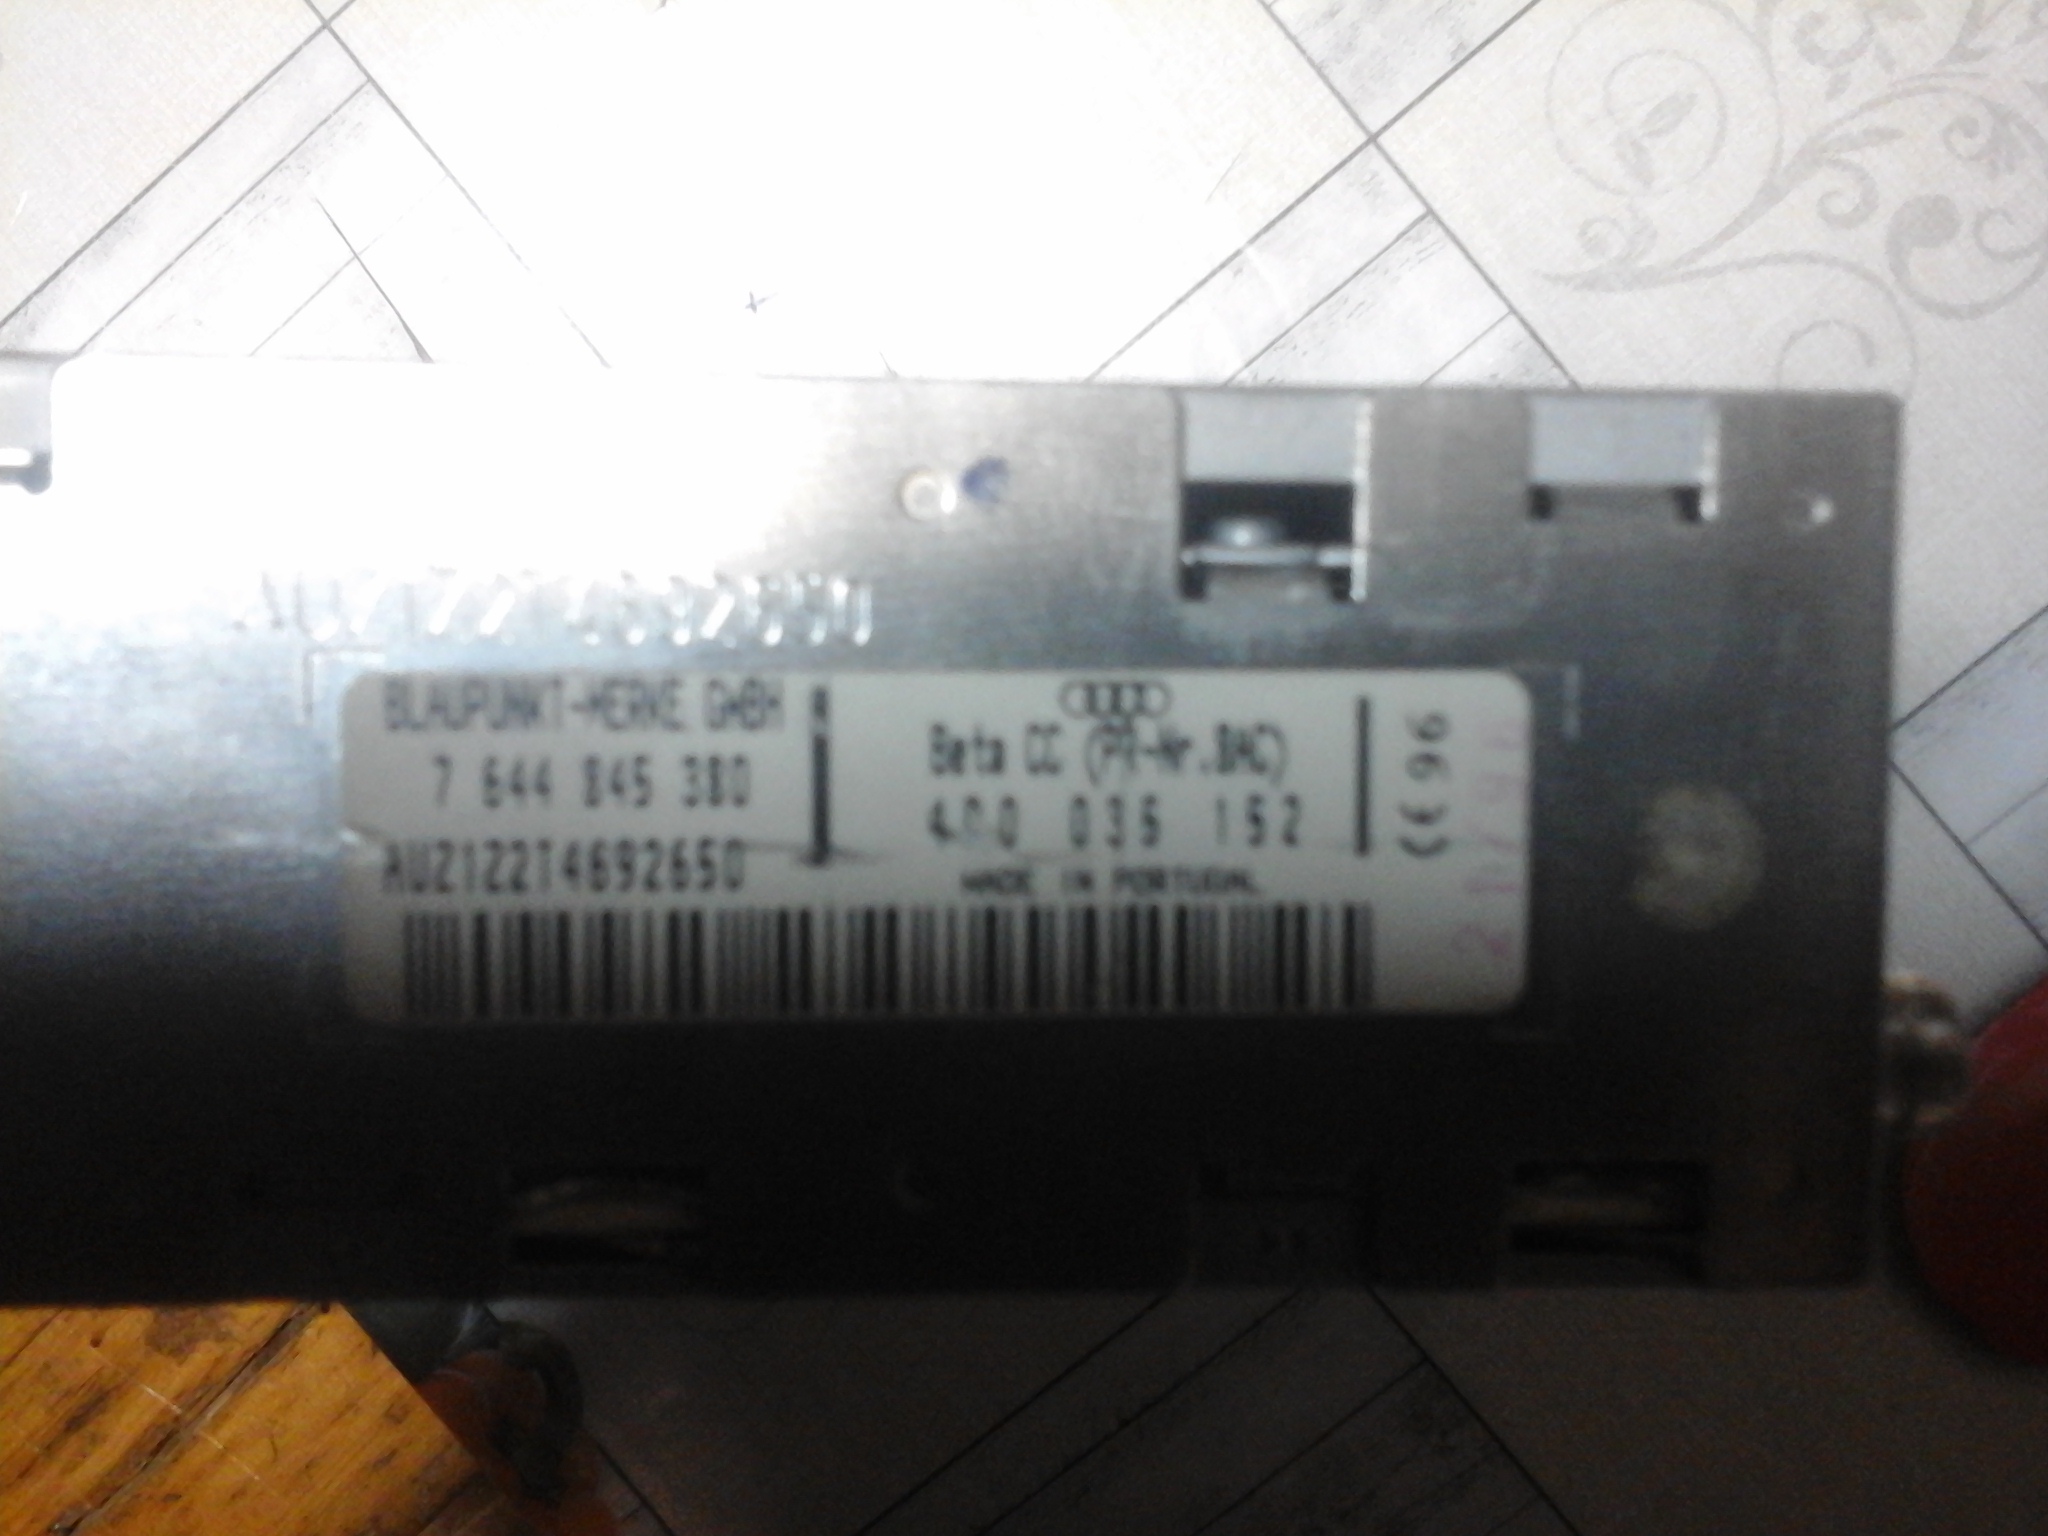 BLAUPUNKT-WERKE GMBH
7 644 845 380
AUZ1Z2T4692650
Beta CC (PR-Nr.8AC)
4D0 035 152
MADE IN PORTUGAL
CE 96